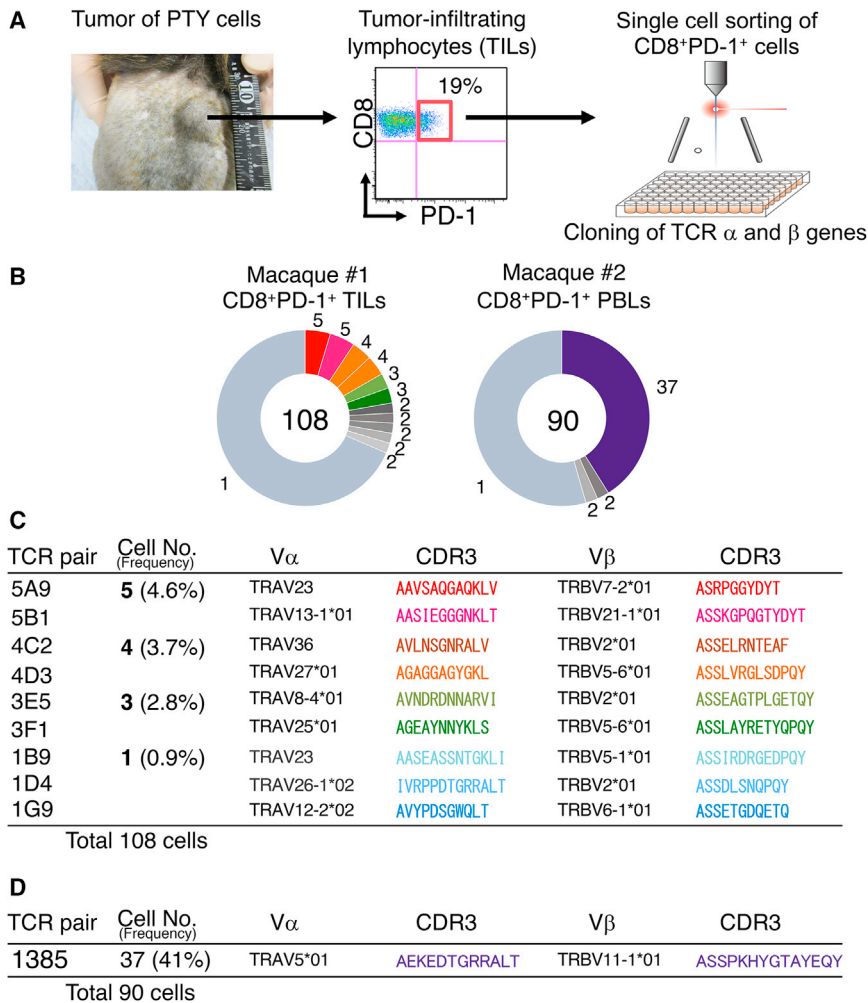 A
Tumor of PTY cells
Tumor-infiltrating
lymphocytes (TILs)
Single cell sorting of
CD8+PD-1+ cells
19%
CD8
PD-1
10
Cloning of TCR α and β genes
B
Macaque #1
CD8+PD-1+ TILs
5
5
4
4
3
3
2
2
2
2
1
108
Macaque #2
CD8+PD-1+ PBLs
37
2
2
1
90
C
TCR pair Cell No. (Frequency) Vα CDR3 Vβ CDR3
5A9 5 (4.6%) TRAV23 AAVSAQGAQKLV TRBV7-2*01 ASRPGGYDYT
5B1 TRAV13-1*01 AASIEGGGNKLT TRBV21-1*01 ASSKGPQGTYDYT
4C2 4 (3.7%) TRAV36 AVLNSGNRALV TRBV2*01 ASSELRNTEAF
4D3 TRAV27*01 AGAGGAGYGKL TRBV5-6*01 ASSLVRGLSDPQY
3E5 3 (2.8%) TRAV8-4*01 AVNDRDNNARVI TRBV2*01 ASSEAGTPLGETQY
3F1 TRAV25*01 AGEAYNNYKLS TRBV5-6*01 ASSLAYRETYQPQY
1B9 1 (0.9%) TRAV23 AASEASSNTGKLI TRBV5-1*01 ASSIRDRGEDPQY
1D4 TRAV26-1*02 IVRPPDTGRRALT TRBV2*01 ASSDLSNQPQY
1G9 TRAV12-2*02 AVYPDSGWQLT TRBV6-1*01 ASSETGDQETQ
Total 108 cells
D
TCR pair Cell No. (Frequency) Vα CDR3 Vβ CDR3
1385 37 (41%) TRAV5*01 AEKEDTGRRALT TRBV11-1*01 ASSPKHYGTAYEQY
Total 90 cells